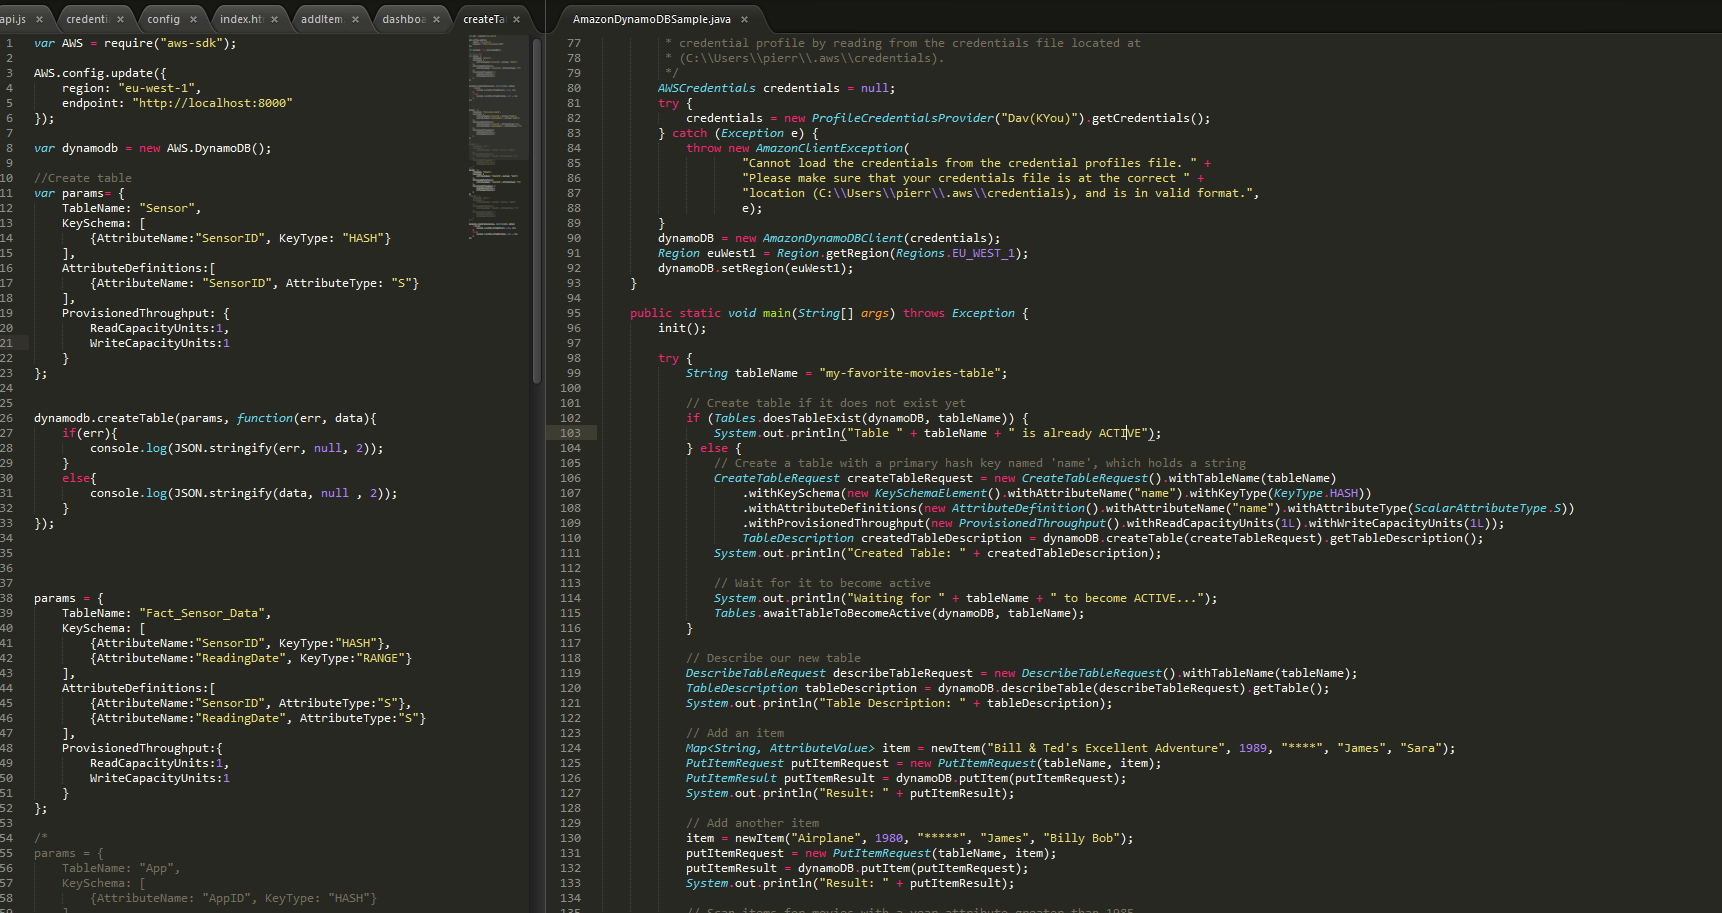 api.js × credenti × config × index.ht × addItem. × dashboa × createTa ×
1 var AWS = require("aws-sdk");
2
3 AWS.config.update({
4 region: "eu-west-1",
5 endpoint: "http://localhost:8000"
6 });
7
8 var dynamodb = new AWS.DynamoDB();
9
10 //Create table
11 var params= {
12 TableName: "Sensor",
13 KeySchema: [
14 {AttributeName:"SensorID", KeyType: "HASH"}
15 ],
16 AttributeDefinitions:[
17 {AttributeName: "SensorID", AttributeType: "S"}
18 ],
19 ProvisionedThroughput: {
20 ReadCapacityUnits:1,
21 WriteCapacityUnits:1
22 }
23 };
24
25
26 dynamodb.createTable(params, function(err, data){
27 if(err){
28 console.log(JSON.stringify(err, null, 2));
29 }
30 else{
31 console.log(JSON.stringify(data, null , 2));
32 }
33 });
34
35
36
37
38 params = {
39 TableName: "Fact_Sensor_Data",
40 KeySchema: [
41 {AttributeName:"SensorID", KeyType:"HASH"},
42 {AttributeName:"ReadingDate", KeyType:"RANGE"}
43 ],
44 AttributeDefinitions:[
45 {AttributeName:"SensorID", AttributeType:"S"},
46 {AttributeName:"ReadingDate", AttributeType:"S"}
47 ],
48 ProvisionedThroughput:{
49 ReadCapacityUnits:1,
50 WriteCapacityUnits:1
51 }
52 };
53
54 /*
55 params = {
56 TableName: "App",
57 KeySchema: [
58 {AttributeName: "AppID", KeyType: "HASH"}
59 ]
AmazonDynamoDBSample.java ×
77 * credential profile by reading from the credentials file located at
78 * (C:\\Users\\pierr\\.aws\\credentials).
79 */
80 AWSCredentials credentials = null;
81 try {
82 credentials = new ProfileCredentialsProvider("Dav(KYou)").getCredentials();
83 } catch (Exception e) {
84 throw new AmazonClientException(
85 "Cannot load the credentials from the credential profiles file. " +
86 "Please make sure that your credentials file is at the correct " +
87 "location (C:\\Users\\pierr\\.aws\\credentials), and is in valid format.",
88 e);
89 }
90 dynamoDB = new AmazonDynamoDBClient(credentials);
91 Region euWest1 = Region.getRegion(Regions.EU_WEST_1);
92 dynamoDB.setRegion(euWest1);
93 }
94
95 public static void main(String[] args) throws Exception {
96 init();
97
98 try {
99 String tableName = "my-favorite-movies-table";
100
101 // Create table if it does not exist yet
102 if (Tables.doesTableExist(dynamoDB, tableName)) {
103 System.out.println("Table " + tableName + " is already ACTIVE");
104 } else {
105 // Create a table with a primary hash key named 'name', which holds a string
106 CreateTableRequest createTableRequest = new CreateTableRequest().withTableName(tableName)
107 .withKeySchema(new KeySchemaElement().withAttributeName("name").withKeyType(KeyType.HASH))
108 .withAttributeDefinitions(new AttributeDefinition().withAttributeName("name").withAttributeType(ScalarAttributeType.S))
109 .withProvisionedThroughput(new ProvisionedThroughput().withReadCapacityUnits(1L).withWriteCapacityUnits(1L));
110 TableDescription createdTableDescription = dynamoDB.createTable(createTableRequest).getTableDescription();
111 System.out.println("Created Table: " + createdTableDescription);
112
113 // Wait for it to become active
114 System.out.println("Waiting for " + tableName + " to become ACTIVE...");
115 Tables.awaitTableToBecomeActive(dynamoDB, tableName);
116 }
117
118 // Describe our new table
119 DescribeTableRequest describeTableRequest = new DescribeTableRequest().withTableName(tableName);
120 TableDescription tableDescription = dynamoDB.describeTable(describeTableRequest).getTable();
121 System.out.println("Table Description: " + tableDescription);
122
123 // Add an item
124 Map<String, AttributeValue> item = newItem("Bill & Ted's Excellent Adventure", 1989, "****", "James", "Sara");
125 PutItemRequest putItemRequest = new PutItemRequest(tableName, item);
126 PutItemResult putItemResult = dynamoDB.putItem(putItemRequest);
127 System.out.println("Result: " + putItemResult);
128
129 // Add another item
130 item = newItem("Airplane", 1980, "*****", "James", "Billy Bob");
131 putItemRequest = new PutItemRequest(tableName, item);
132 putItemResult = dynamoDB.putItem(putItemRequest);
133 System.out.println("Result: " + putItemResult);
134
135 // Scan items for movies with a year attribute greater than 1985